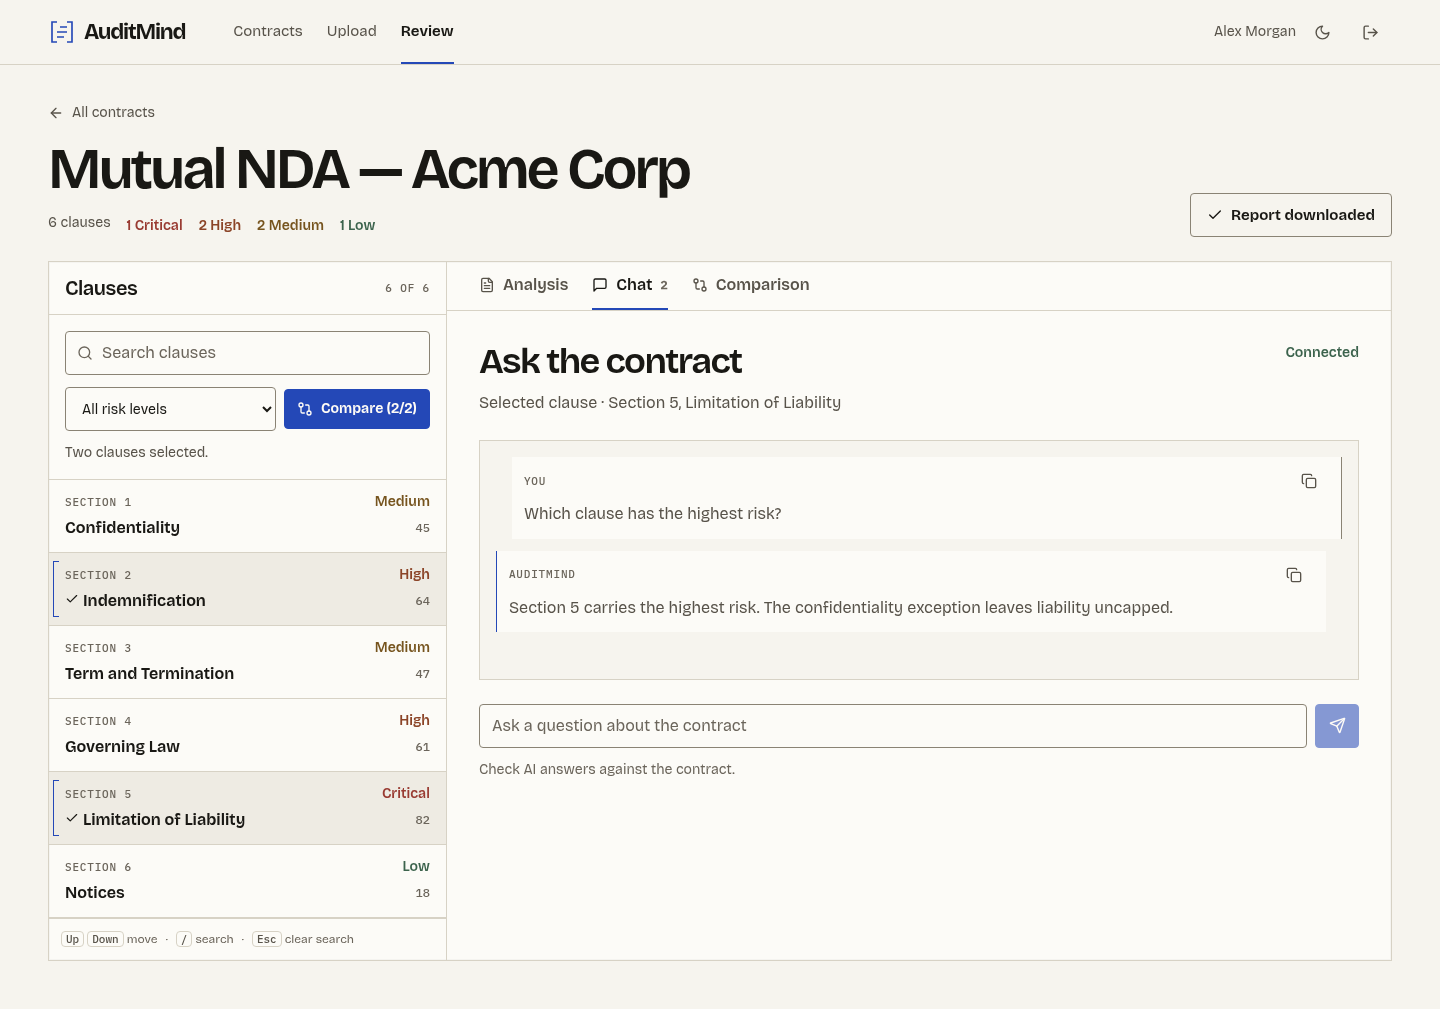 AuditMind
Contracts
Upload
Review
Alex Morgan
All contracts
Mutual NDA — Acme Corp
6 clauses 1 Critical 2 High 2 Medium 1 Low
Report downloaded
Clauses
6 OF 6
Search clauses
All risk levels
Compare (2/2)
Two clauses selected.
SECTION 1 Medium
Confidentiality 45
SECTION 2 High
Indemnification 64
SECTION 3 Medium
Term and Termination 47
SECTION 4 High
Governing Law 61
SECTION 5 Critical
Limitation of Liability 82
SECTION 6 Low
Notices 18
Up Down move · / search · Esc clear search
Analysis
Chat 2
Comparison
Ask the contract
Connected
Selected clause · Section 5, Limitation of Liability
YOU
Which clause has the highest risk?
AUDITMIND
Section 5 carries the highest risk. The confidentiality exception leaves liability uncapped.
Ask a question about the contract
Check AI answers against the contract.